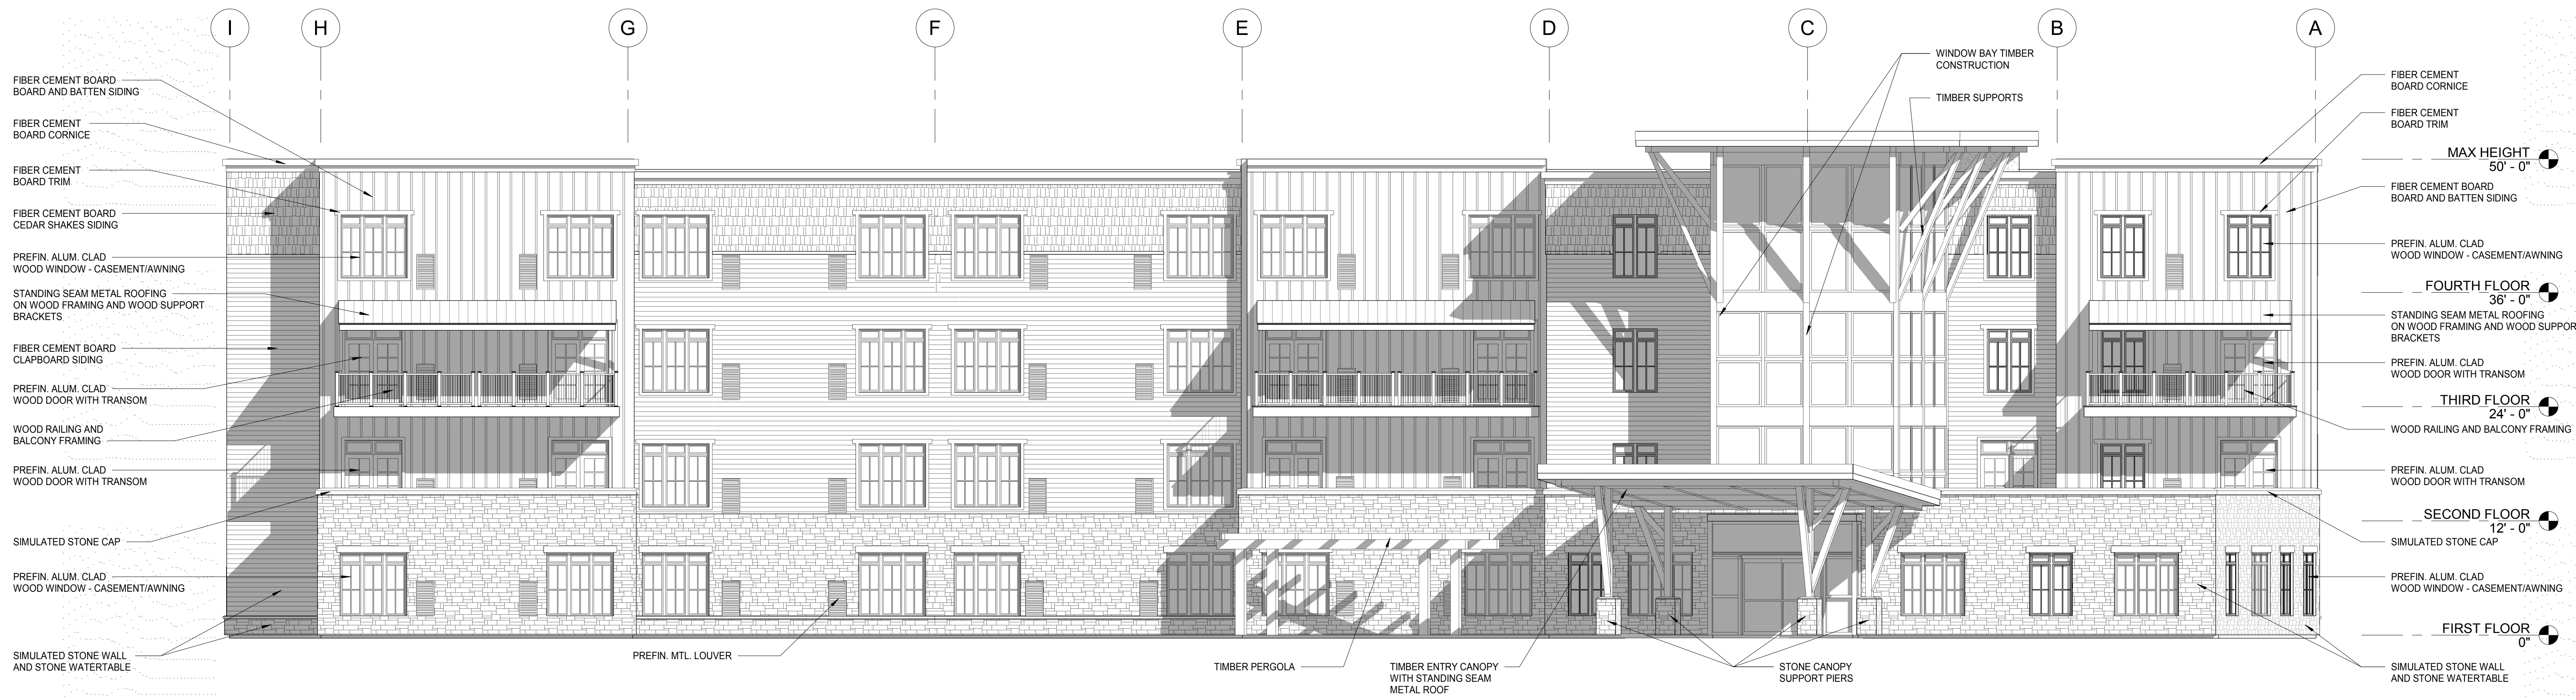 I
H
G
F
E
D
C
B
A
FIBER CEMENT BOARD
BOARD AND BATTEN SIDING
FIBER CEMENT
BOARD CORNICE
FIBER CEMENT
BOARD TRIM
FIBER CEMENT BOARD
CEDAR SHAKES SIDING
PREFIN. ALUM. CLAD
WOOD WINDOW - CASEMENT/AWNING
STANDING SEAM METAL ROOFING
ON WOOD FRAMING AND WOOD SUPPORT
BRACKETS
FIBER CEMENT BOARD
CLAPBOARD SIDING
PREFIN. ALUM. CLAD
WOOD DOOR WITH TRANSOM
WOOD RAILING AND
BALCONY FRAMING
PREFIN. ALUM. CLAD
WOOD DOOR WITH TRANSOM
SIMULATED STONE CAP
PREFIN. ALUM. CLAD
WOOD WINDOW - CASEMENT/AWNING
SIMULATED STONE WALL
AND STONE WATERTABLE
PREFIN. MTL. LOUVER
TIMBER PERGOLA
TIMBER ENTRY CANOPY
WITH STANDING SEAM
METAL ROOF
STONE CANOPY
SUPPORT PIERS
WINDOW BAY TIMBER
CONSTRUCTION
TIMBER SUPPORTS
FIBER CEMENT
BOARD CORNICE
FIBER CEMENT
BOARD TRIM
MAX HEIGHT
50' - 0"
FIBER CEMENT BOARD
BOARD AND BATTEN SIDING
PREFIN. ALUM. CLAD
WOOD WINDOW - CASEMENT/AWNING
FOURTH FLOOR
36' - 0"
STANDING SEAM METAL ROOFING
ON WOOD FRAMING AND WOOD SUPPOR
BRACKETS
PREFIN. ALUM. CLAD
WOOD DOOR WITH TRANSOM
THIRD FLOOR
24' - 0"
WOOD RAILING AND BALCONY FRAMING
PREFIN. ALUM. CLAD
WOOD DOOR WITH TRANSOM
SECOND FLOOR
12' - 0"
SIMULATED STONE CAP
PREFIN. ALUM. CLAD
WOOD WINDOW - CASEMENT/AWNING
FIRST FLOOR
0"
SIMULATED STONE WALL
AND STONE WATERTABLE